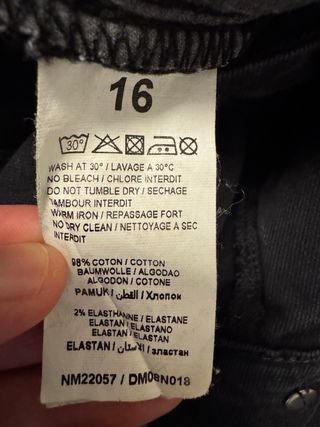 16
30°
WASH AT 30° / LAVAGE A 30°C
NO BLEACH / CHLORE INTERDIT
DO NOT TUMBLE DRY / SECHAGE
TAMBOUR INTERDIT
WARM IRON / REPASSAGE FORT
NO DRY CLEAN / NETTOYAGE A SEC
INTERDIT
98% COTON / COTTON
BAUMWOLLE / ALGODAO
ALGODON / COTONE
PAMUK / القطن / Хлопок
2% ELASTHANNE / ELASTANE
ELASTAN / ELASTANO
ELASTAN / ELASTAN
ELASTAN / الاستان / эластан
NM22057 / DM08N018